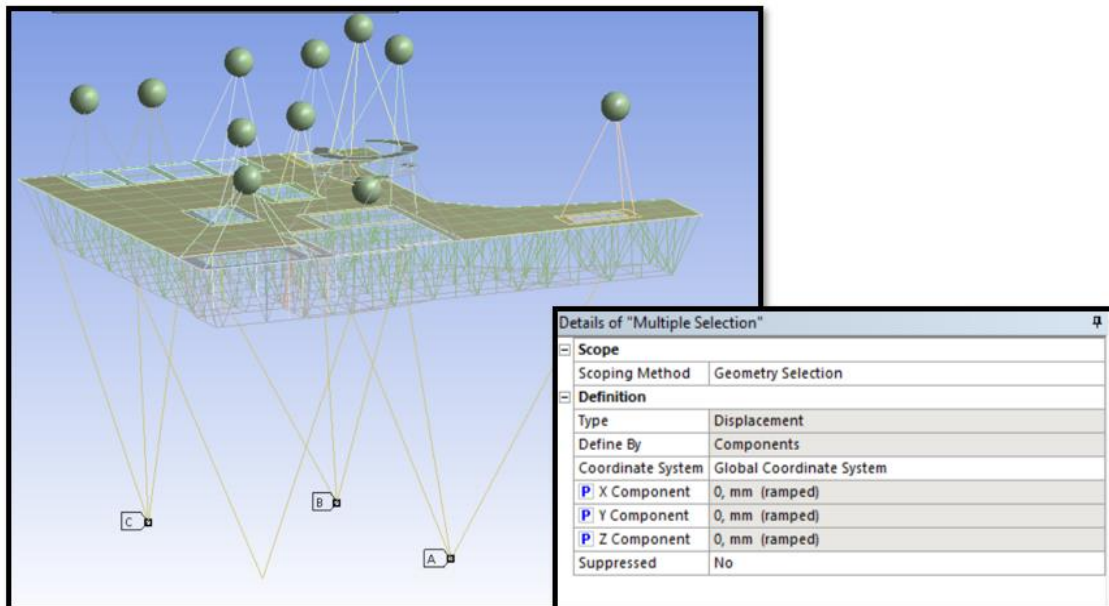 C
B
A
Details of "Multiple Selection"
Scope
Scoping Method Geometry Selection
Definition
Type Displacement
Define By Components
Coordinate System Global Coordinate System
P X Component 0, mm (ramped)
P Y Component 0, mm (ramped)
P Z Component 0, mm (ramped)
Suppressed No